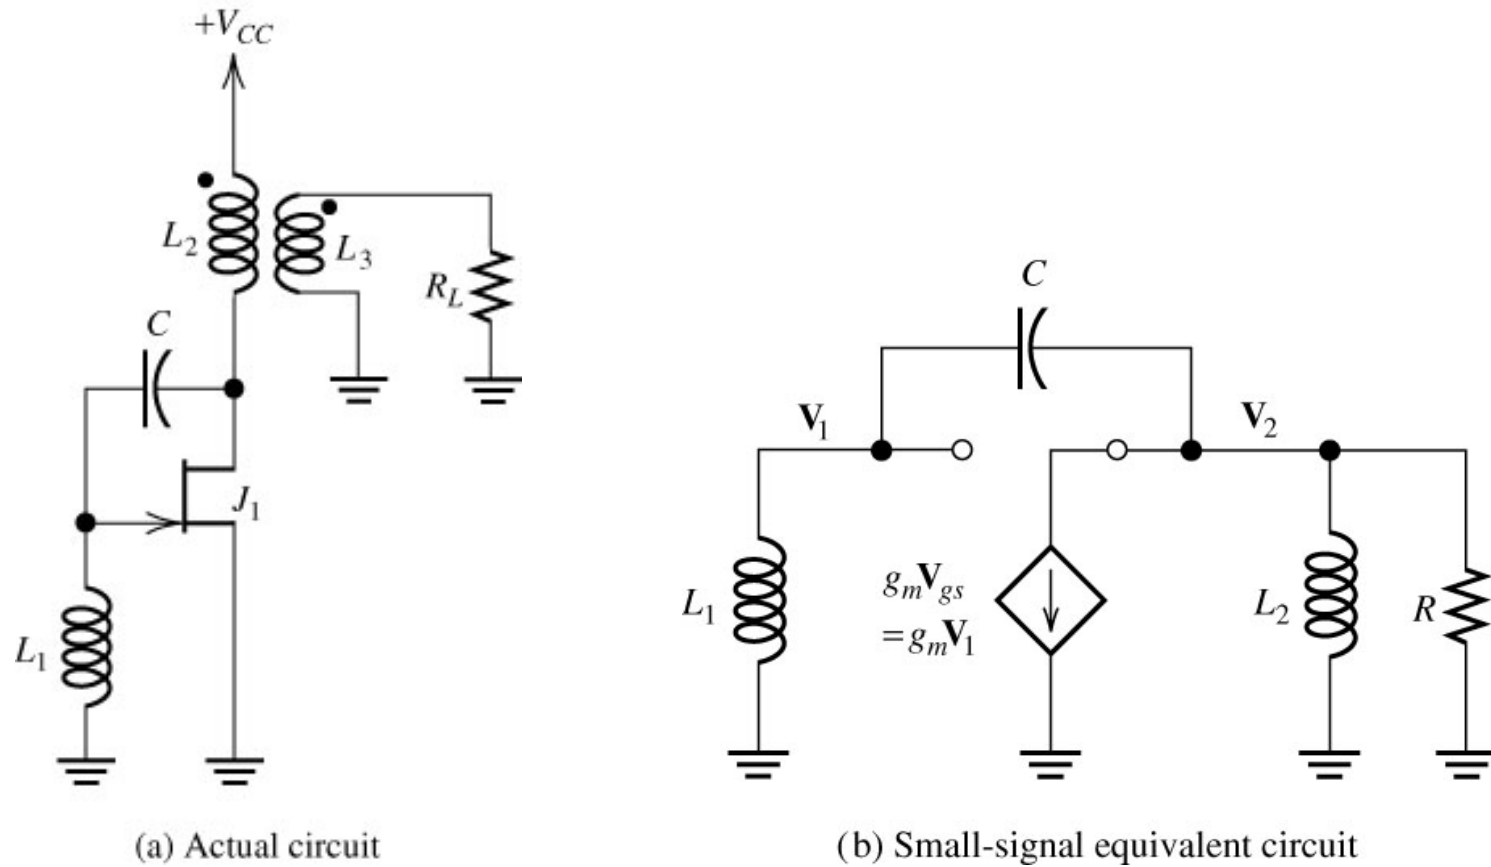 +V_CC
L_2
L_3
R_L
C
J_1
L_1
(a) Actual circuit
C
V_1
V_2
L_1
g_m V_gs
= g_m V_1
L_2
R
(b) Small-signal equivalent circuit